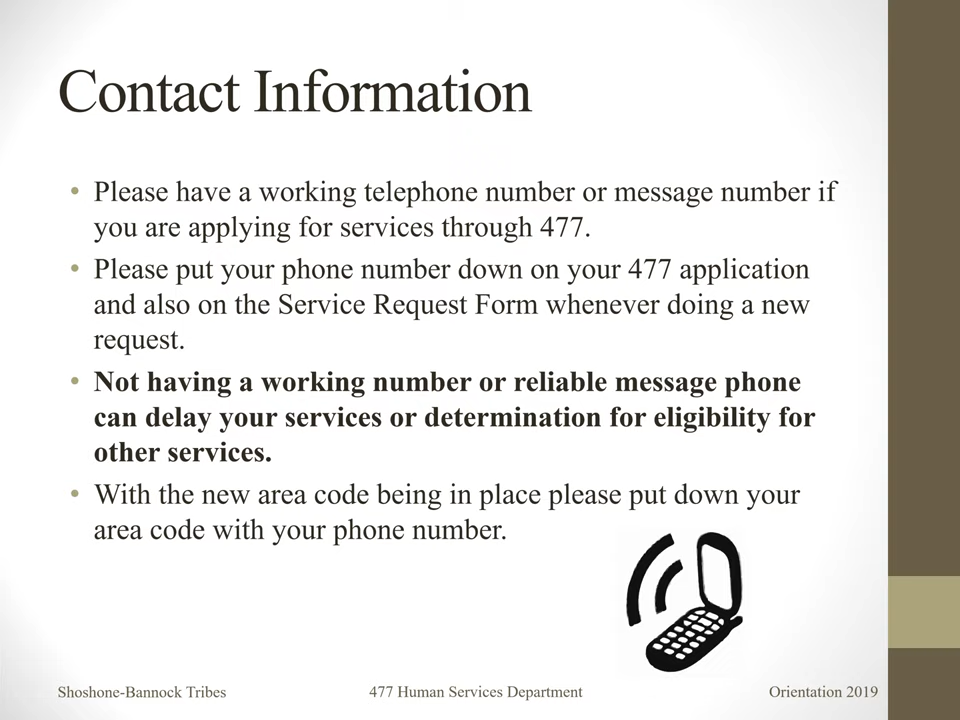 Contact Information
• Please have a working telephone number or message number if
you are applying for services through 477.
• Please put your phone number down on your 477 application
and also on the Service Request Form whenever doing a new
request.
• Not having a working number or reliable message phone
can delay your services or determination for eligibility for
other services.
• With the new area code being in place please put down your
area code with your phone number.
Shoshone-Bannock Tribes 477 Human Services Department Orientation 2019